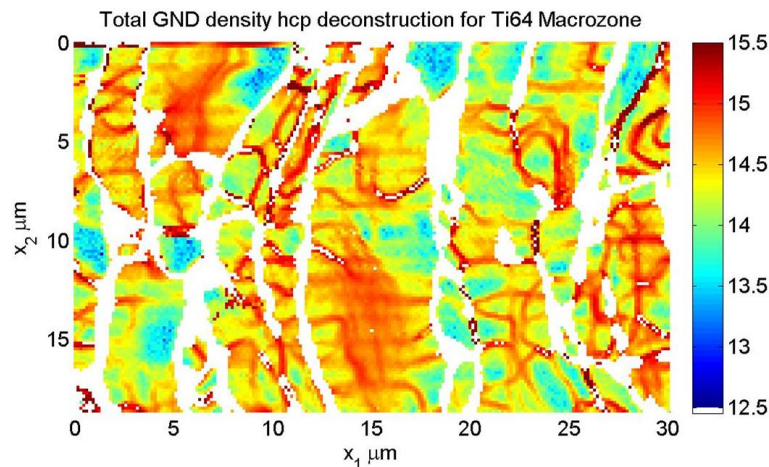 Total GND density hcp deconstruction for Ti64 Macrozone
0
5
10
15
x₂ μm
0 5 10 15 20 25 30
x₁ μm
15.5
15
14.5
14
13.5
13
12.5